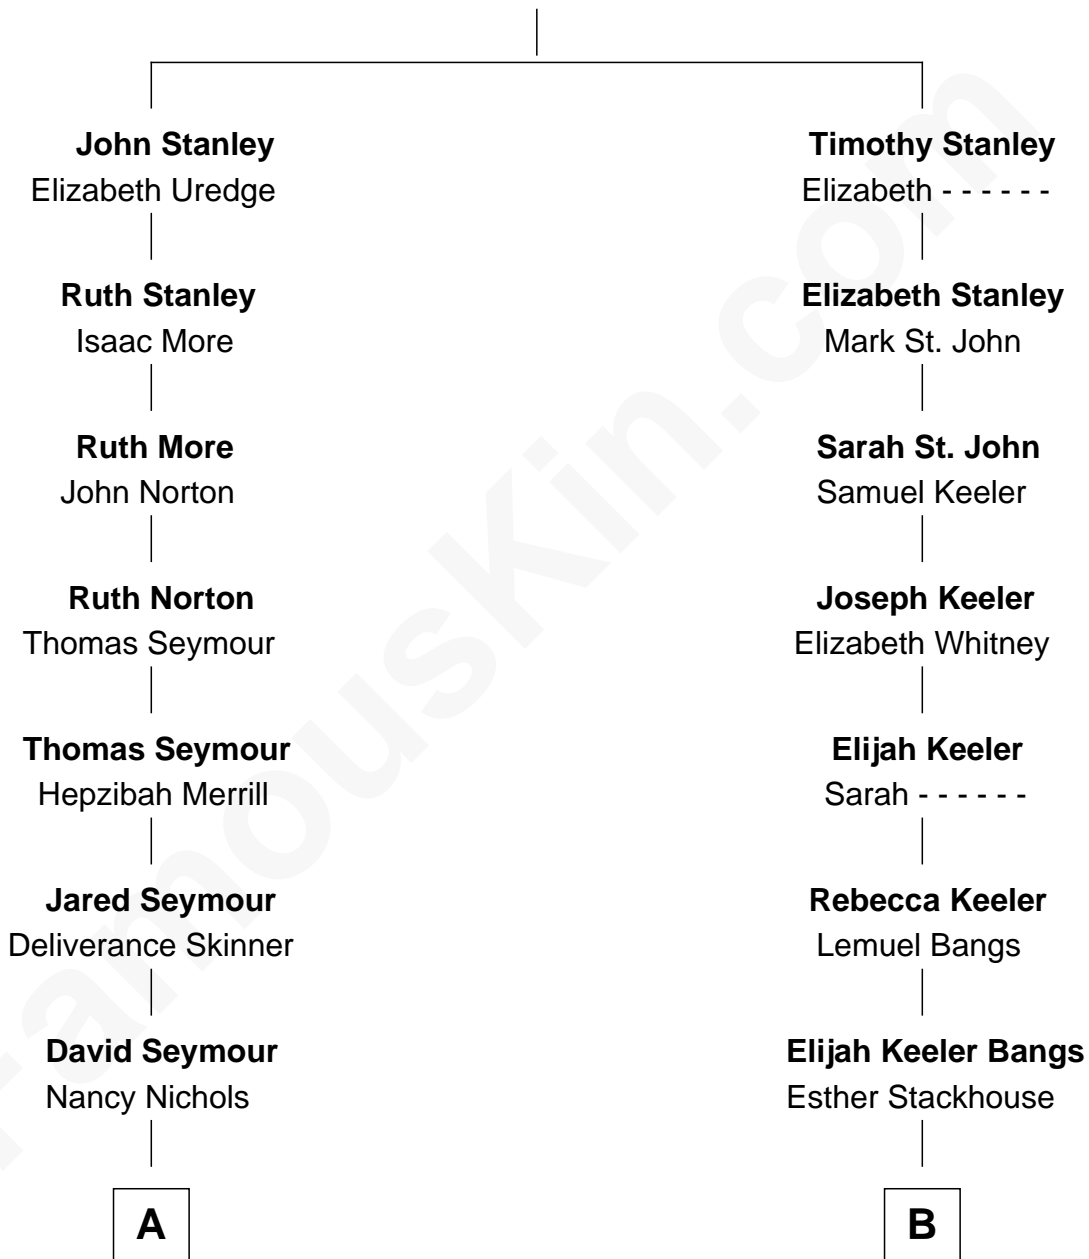 John Stanley
Elizabeth Uredge
Ruth Stanley
Isaac More
Ruth More
John Norton
Ruth Norton
Thomas Seymour
Thomas Seymour
Hepzibah Merrill
Jared Seymour
Deliverance Skinner
David Seymour
Nancy Nichols
A
Timothy Stanley
Elizabeth - - - - - -
Elizabeth Stanley
Mark St. John
Sarah St. John
Samuel Keeler
Joseph Keeler
Elizabeth Whitney
Elijah Keeler
Sarah - - - - - -
Rebecca Keeler
Lemuel Bangs
Elijah Keeler Bangs
Esther Stackhouse
B
FamousKin.com